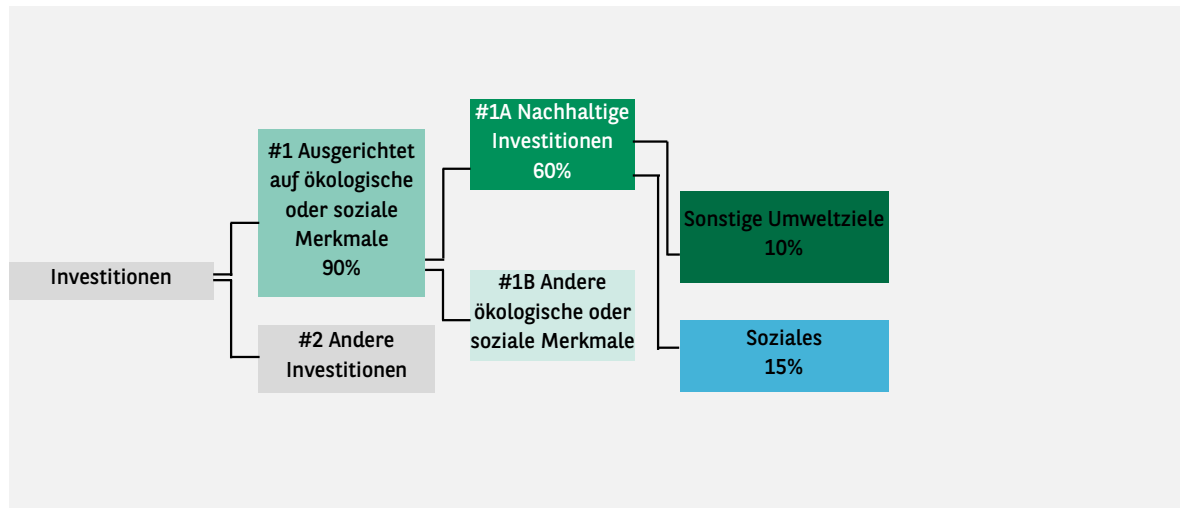 Investitionen
#1 Ausgerichtet
auf ökologische
oder soziale
Merkmale
90%
#2 Andere
Investitionen
#1A Nachhaltige
Investitionen
60%
#1B Andere
ökologische oder
soziale Merkmale
Sonstige Umweltziele
10%
Soziales
15%